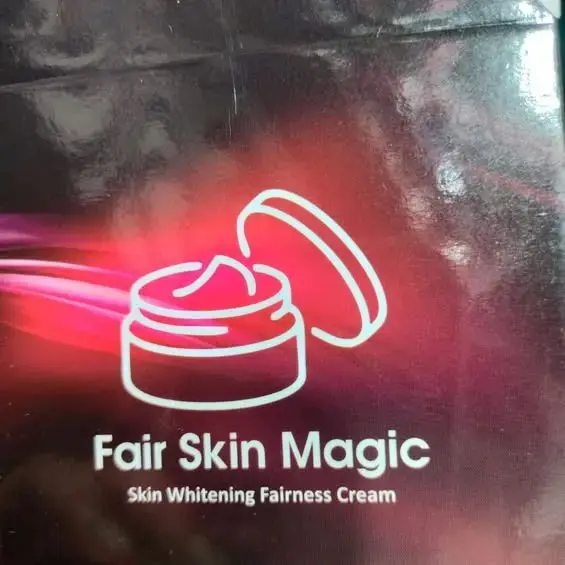 Fair Skin Magic
Skin Whitening Fairness Cream